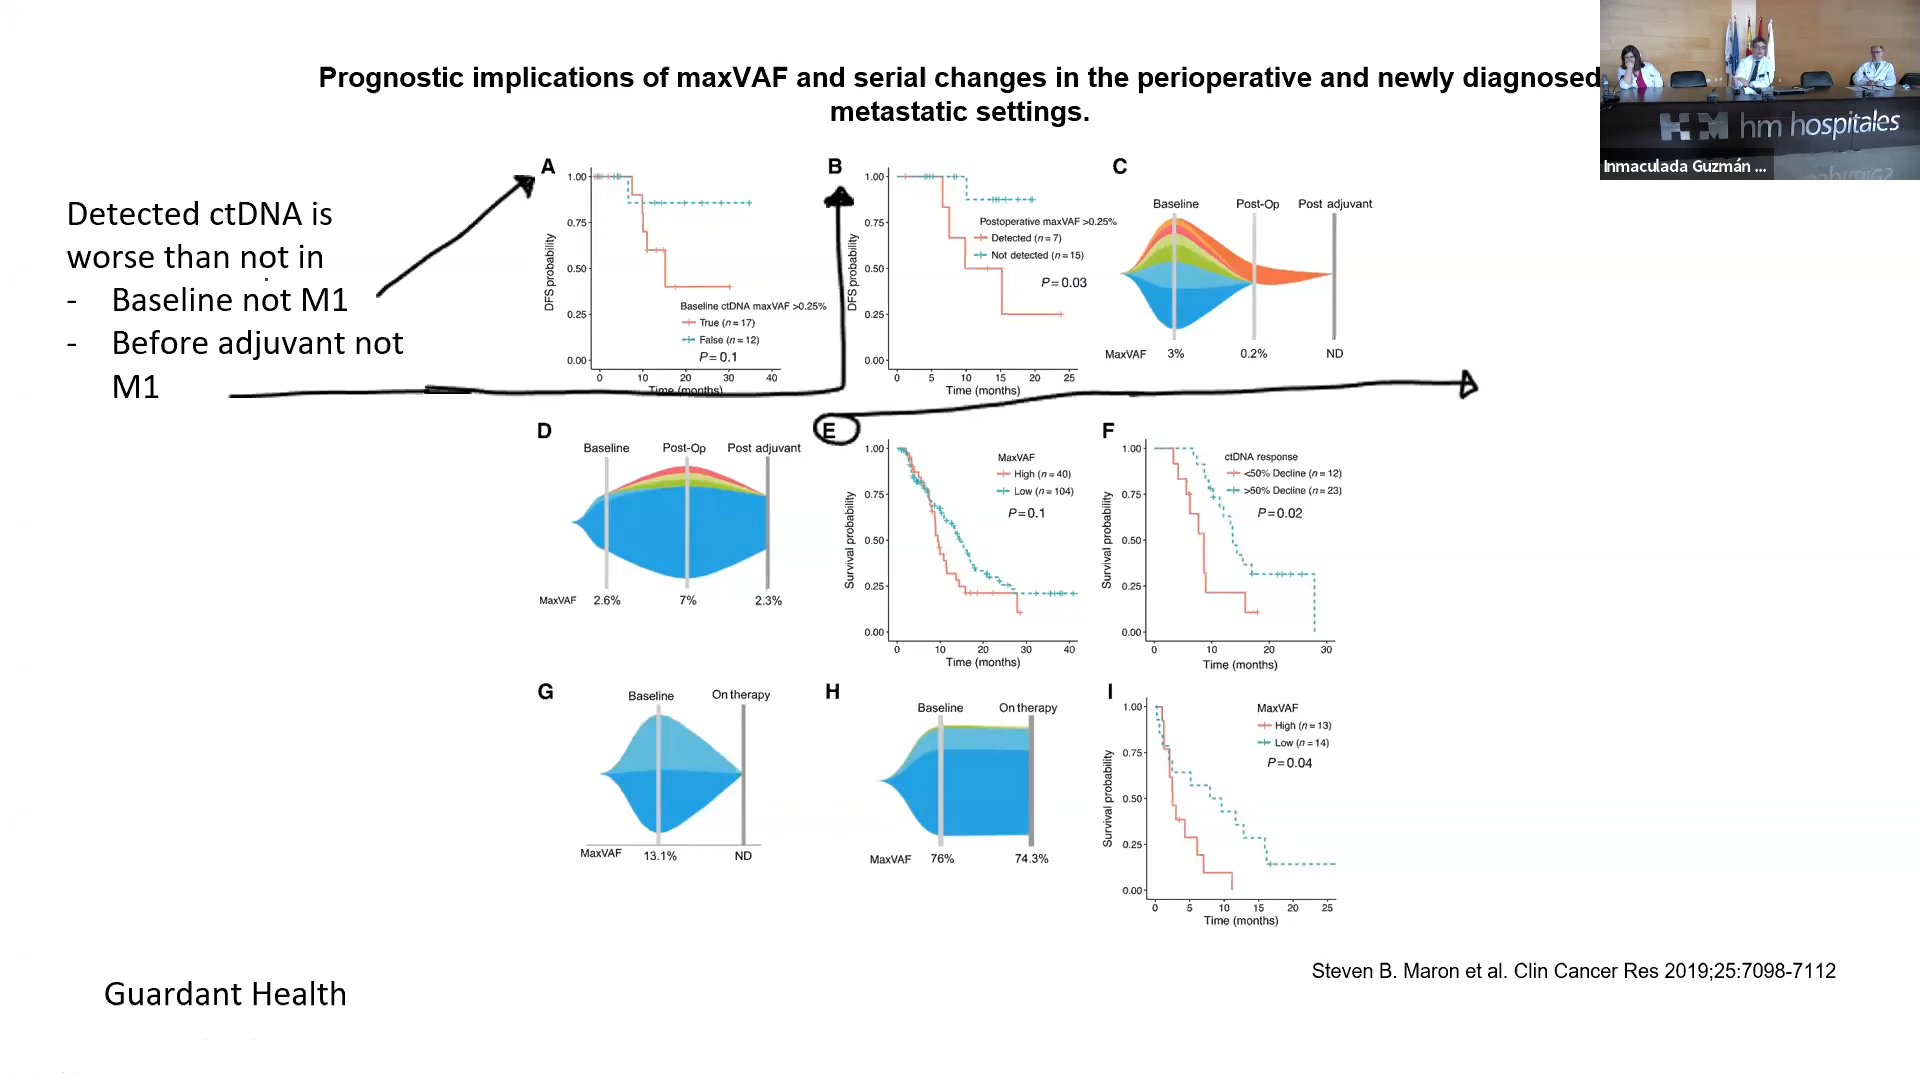 Prognostic implications of maxVAF and serial changes in the perioperative and newly diagnosed
metastatic settings.
hm hospitales
Inmaculada Guzmán ...
Detected ctDNA is
worse than not in
- Baseline not M1
- Before adjuvant not
M1
A
1.00
0.75
0.50
0.25
0.00
DFS probability
Baseline ctDNA maxVAF >0.25%
True (n = 17)
False (n = 12)
P = 0.1
0 10 20 30 40
Time (months)
B
1.00
0.75
0.50
0.25
0.00
DFS probability
Postoperative maxVAF >0.25%
Detected (n = 7)
Not detected (n = 15)
P = 0.03
0 5 10 15 20 25
Time (months)
C
Baseline Post-Op Post adjuvant
MaxVAF 3% 0.2% ND
D
Baseline Post-Op Post adjuvant
MaxVAF 2.6% 7% 2.3%
E
1.00
0.75
0.50
0.25
0.00
Survival probability
MaxVAF
High (n = 40)
Low (n = 104)
P = 0.1
0 10 20 30 40
Time (months)
F
1.00
0.75
0.50
0.25
0.00
Survival probability
ctDNA response
<50% Decline (n = 12)
>50% Decline (n = 23)
P = 0.02
0 10 20 30
Time (months)
G
Baseline On therapy
MaxVAF 13.1% ND
H
Baseline On therapy
MaxVAF 76% 74.3%
I
1.00
0.75
0.50
0.25
0.00
Survival probability
MaxVAF
High (n = 13)
Low (n = 14)
P = 0.04
0 5 10 15 20 25
Time (months)
Steven B. Maron et al. Clin Cancer Res 2019;25:7098-7112
Guardant Health